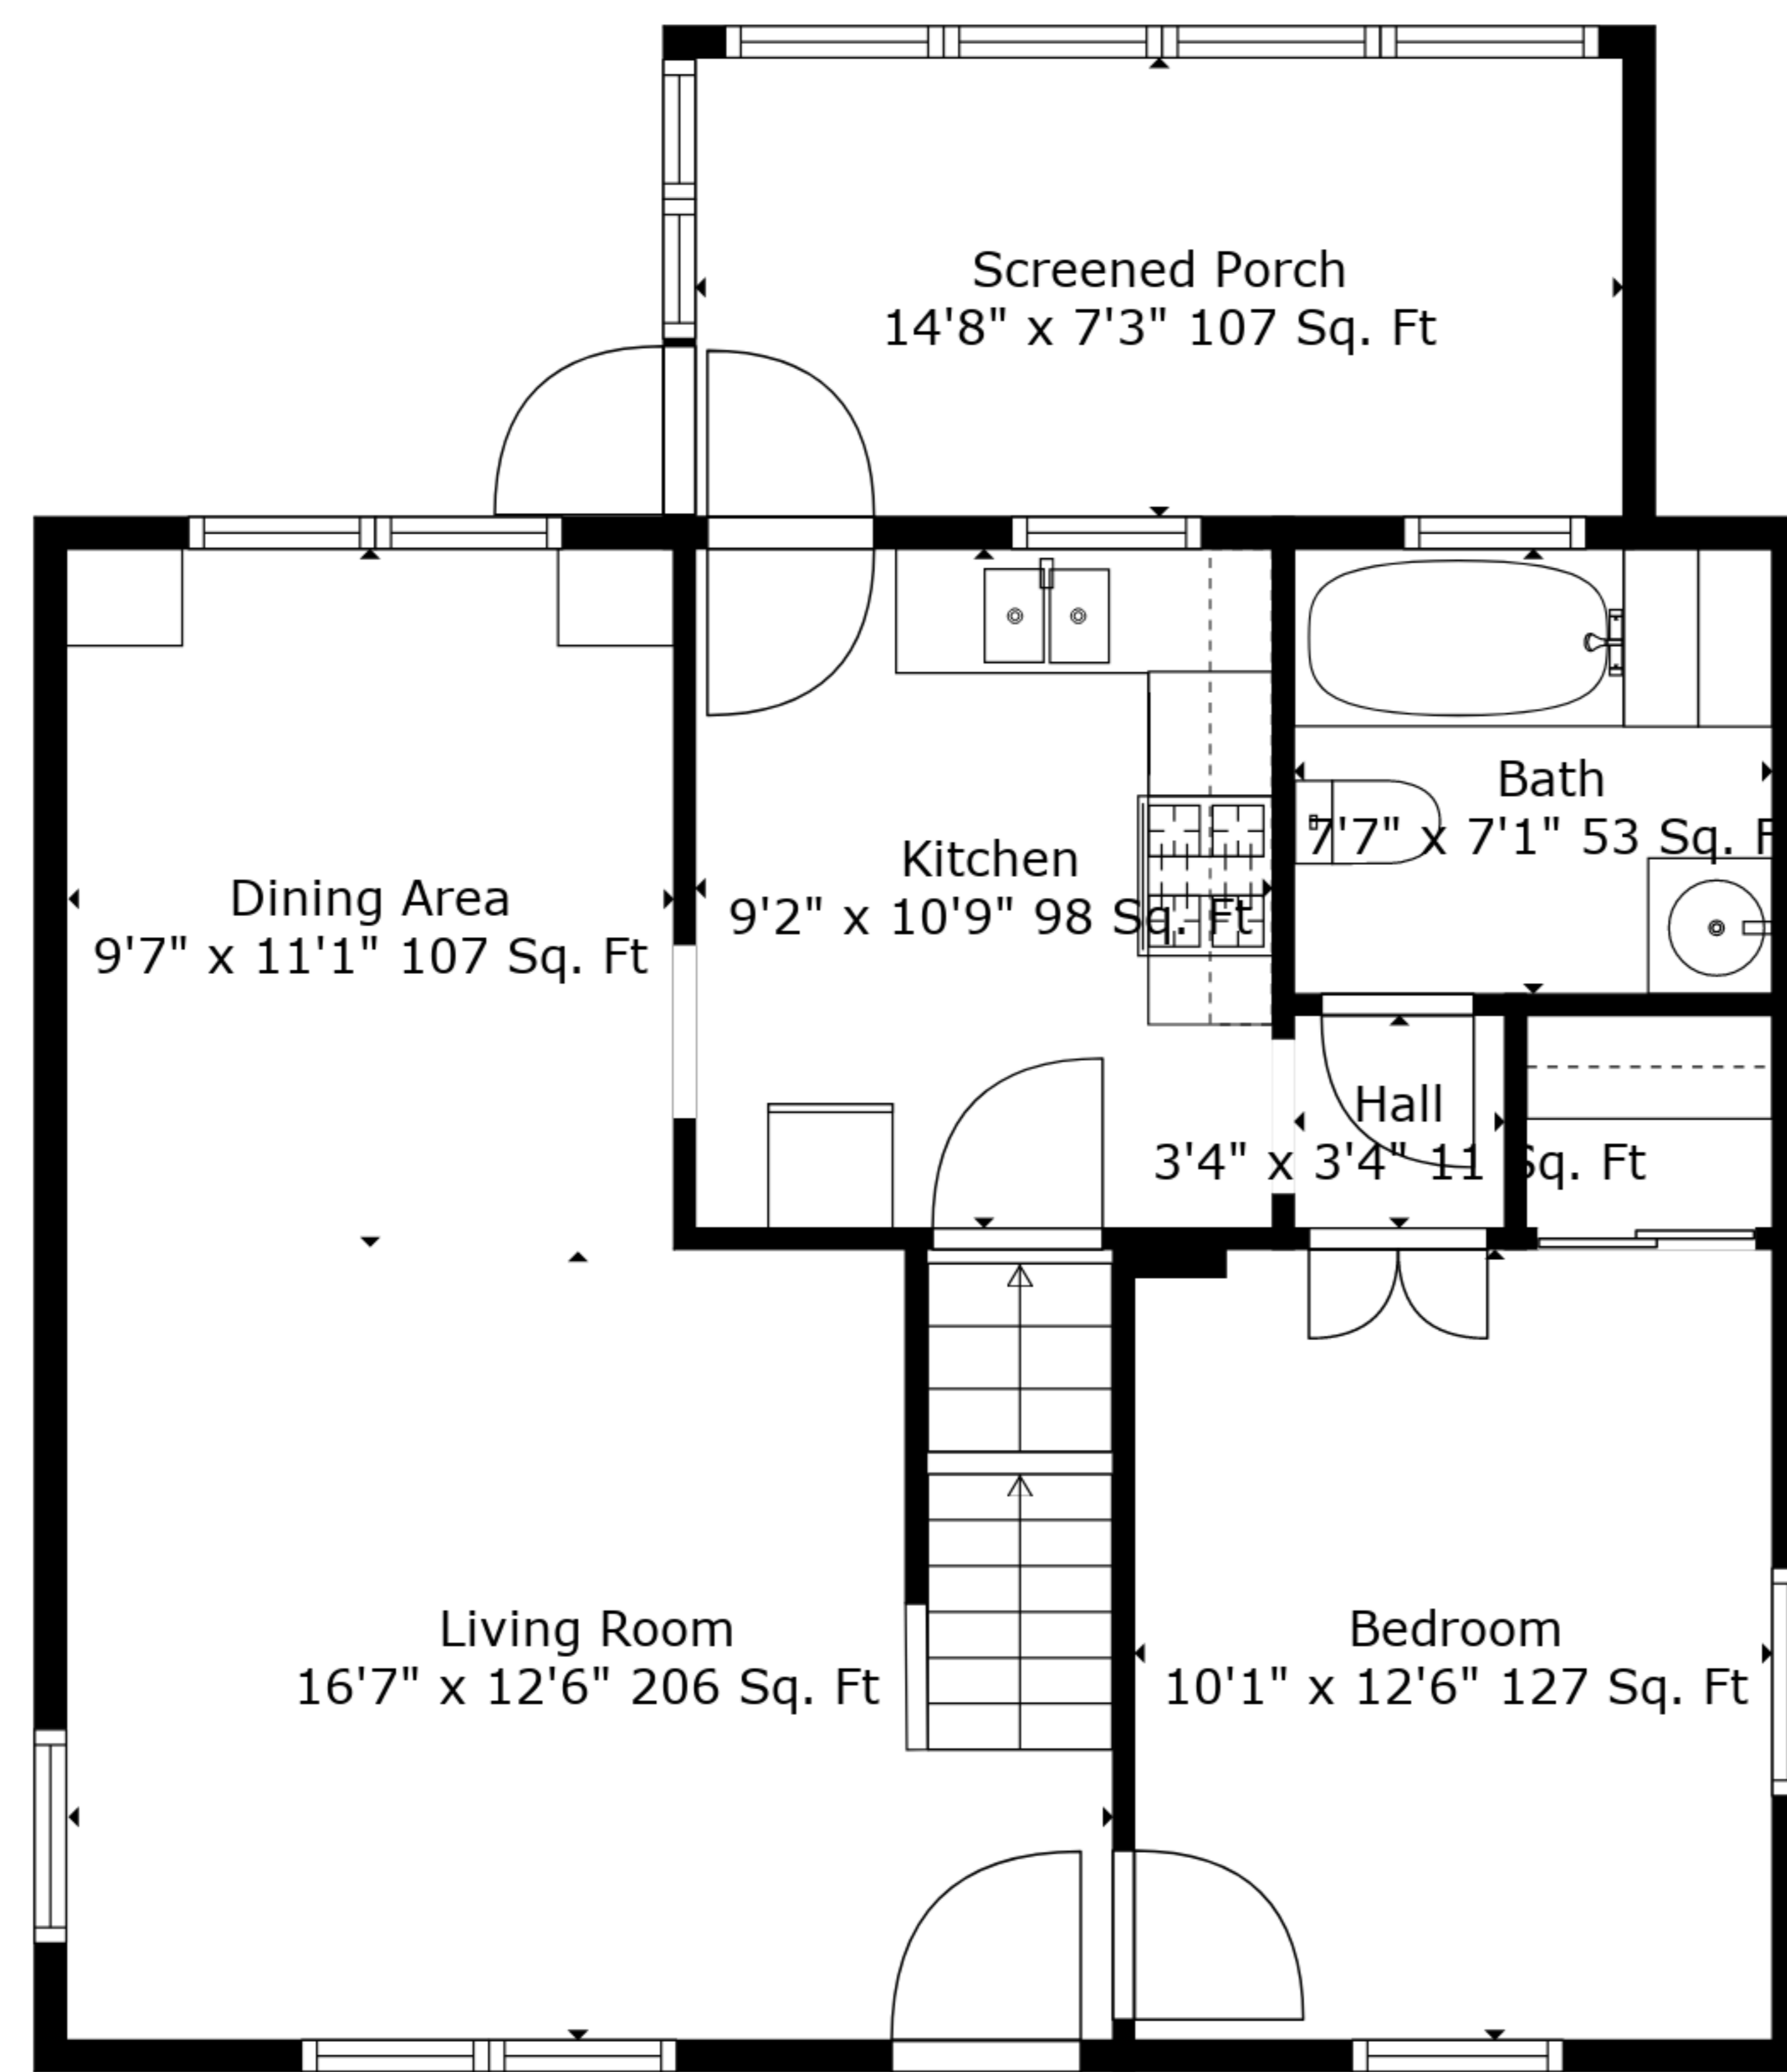 Screened Porch
14'8" x 7'3" 107 Sq. Ft
Bath
7'7" x 7'1" 53 Sq. F
Kitchen
9'2" x 10'9" 98 Sq. Ft
Dining Area
9'7" x 11'1" 107 Sq. Ft
Hall
3'4" x 3'4" 11 Sq. Ft
Living Room
16'7" x 12'6" 206 Sq. Ft
Bedroom
10'1" x 12'6" 127 Sq. Ft